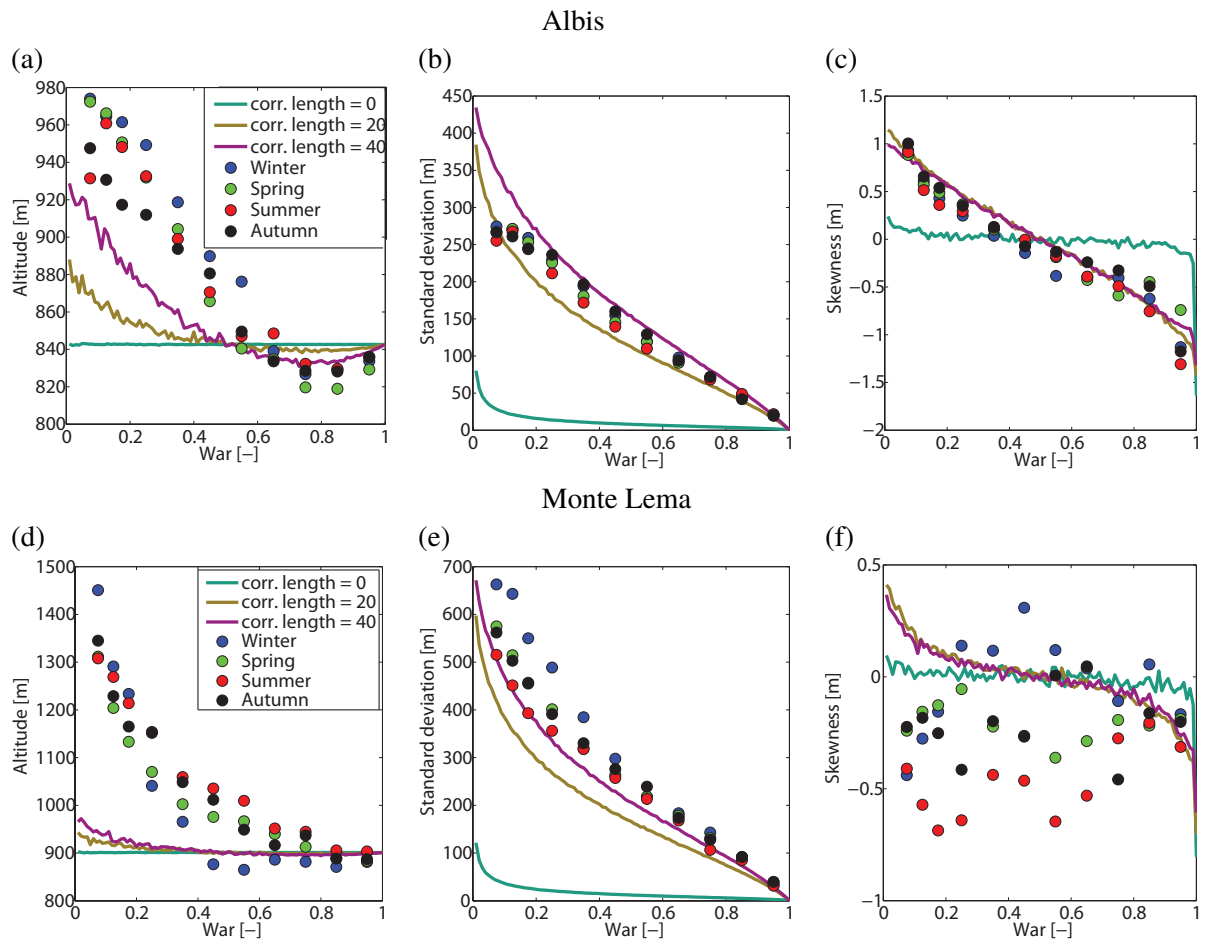 Albis
(a)
980
960
940
920
900
880
860
840
820
800
0
0.2
0.4
0.6
0.8
1
Altitude [m]
War [−]
corr. length = 0
corr. length = 20
corr. length = 40
Winter
Spring
Summer
Autumn
(b)
450
400
350
300
250
200
150
100
50
0
0
0.2
0.4
0.6
0.8
1
Standard deviation [m]
War [−]
(c)
1.5
1
0.5
0
−0.5
−1
−1.5
−2
0
0.2
0.4
0.6
0.8
1
Skewness [m]
War [−]
Monte Lema
(d)
1500
1400
1300
1200
1100
1000
900
800
0
0.2
0.4
0.6
0.8
1
Altitude [m]
War [−]
corr. length = 0
corr. length = 20
corr. length = 40
Winter
Spring
Summer
Autumn
(e)
700
600
500
400
300
200
100
0
0
0.2
0.4
0.6
0.8
1
Standard deviation [m]
War [−]
(f)
0.5
0
−0.5
−1
0
0.2
0.4
0.6
0.8
1
Skewness [m]
War [−]